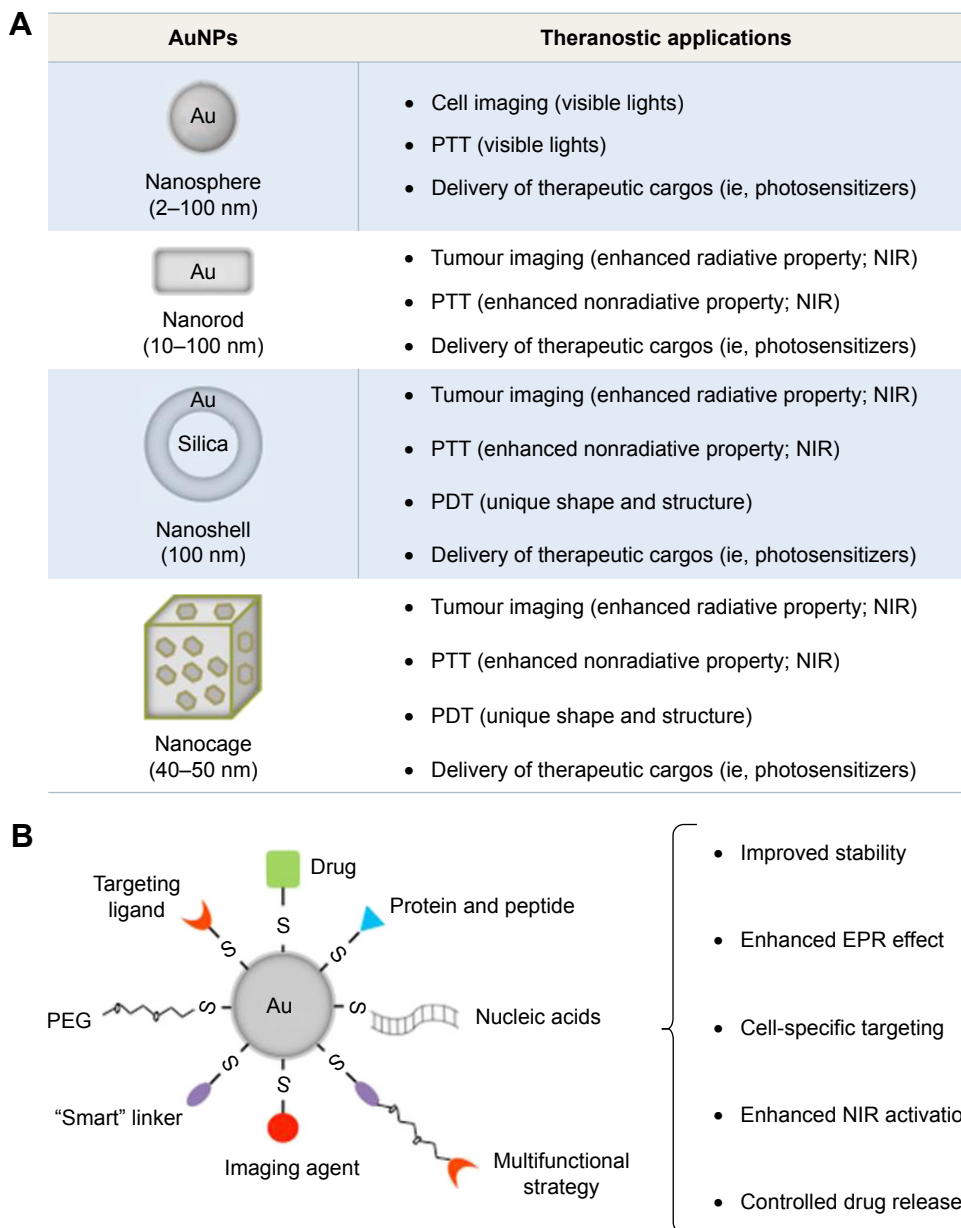 A
AuNPs
Theranostic applications
Au
Nanosphere
(2–100 nm)
• Cell imaging (visible lights)
• PTT (visible lights)
• Delivery of therapeutic cargos (ie, photosensitizers)
Au
Nanorod
(10–100 nm)
• Tumour imaging (enhanced radiative property; NIR)
• PTT (enhanced nonradiative property; NIR)
• Delivery of therapeutic cargos (ie, photosensitizers)
Au
Silica
Nanoshell
(100 nm)
• Tumour imaging (enhanced radiative property; NIR)
• PTT (enhanced nonradiative property; NIR)
• PDT (unique shape and structure)
• Delivery of therapeutic cargos (ie, photosensitizers)
Nanocage
(40–50 nm)
• Tumour imaging (enhanced radiative property; NIR)
• PTT (enhanced nonradiative property; NIR)
• PDT (unique shape and structure)
• Delivery of therapeutic cargos (ie, photosensitizers)
B
Targeting
ligand
S
Drug
S
Protein and peptide
S
PEG
S
Au
S
Nucleic acids
"Smart" linker
S
Imaging agent
S
Multifunctional
strategy
S
• Improved stability
• Enhanced EPR effect
• Cell-specific targeting
• Enhanced NIR activatio
• Controlled drug release